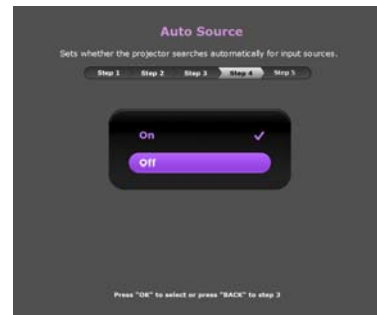 Auto Source
Sets whether the projector searches automatically for input sources.
Step 1 Step 2 Step 3 Step 4 Step 5
On
Off
Press "OK" to select or press "BACK" to step 3